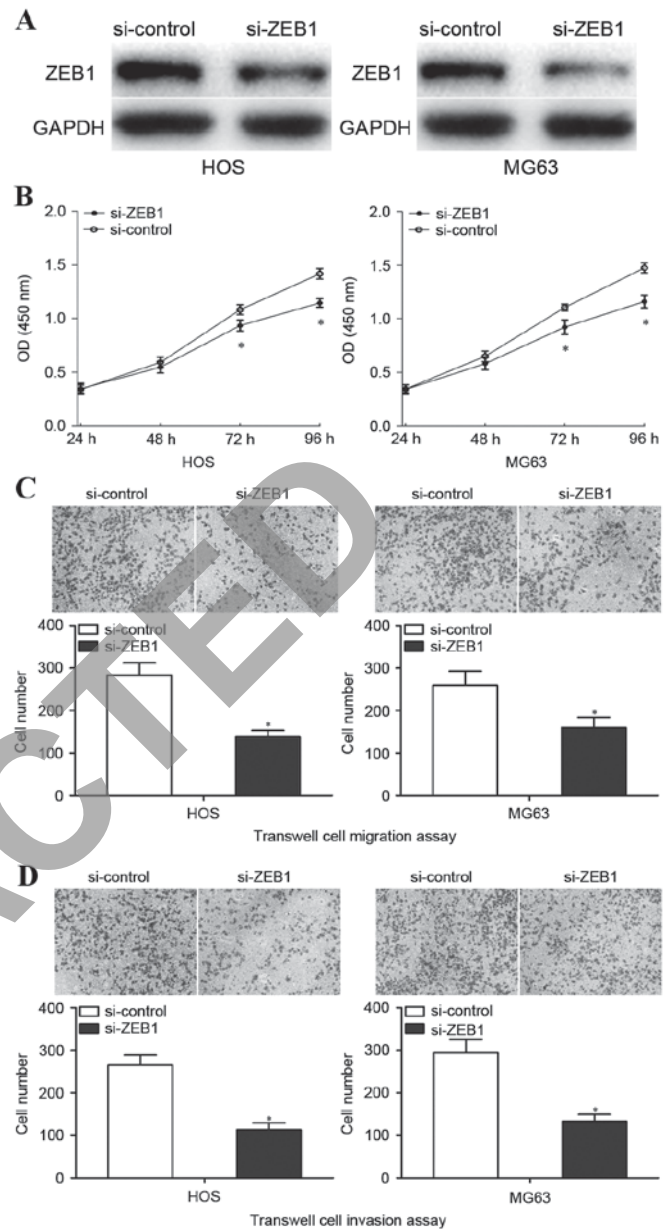 A
si-control si-ZEB1 si-control si-ZEB1
ZEB1 ZEB1
GAPDH GAPDH
HOS MG63
B
2.0 si-ZEB1 2.0 si-ZEB1
si-control si-control
1.5 1.5
OD (450 nm) OD (450 nm)
1.0 1.0
* * * *
0.5 0.5
0.0 0.0
24 h 48 h 72 h 96 h 24 h 48 h 72 h 96 h
HOS MG63
C
si-control si-ZEB1 si-control si-ZEB1
400 si-control 400 si-control
si-ZEB1 si-ZEB1
300 300
Cell number Cell number
200 200
* *
100 100
0 0
HOS MG63
Transwell cell migration assay
D
si-control si-ZEB1 si-control si-ZEB1
400 si-control 400 si-control
si-ZEB1 si-ZEB1
300 300
Cell number Cell number
200 200
* *
100 100
0 0
HOS MG63
Transwell cell invasion assay
CTED